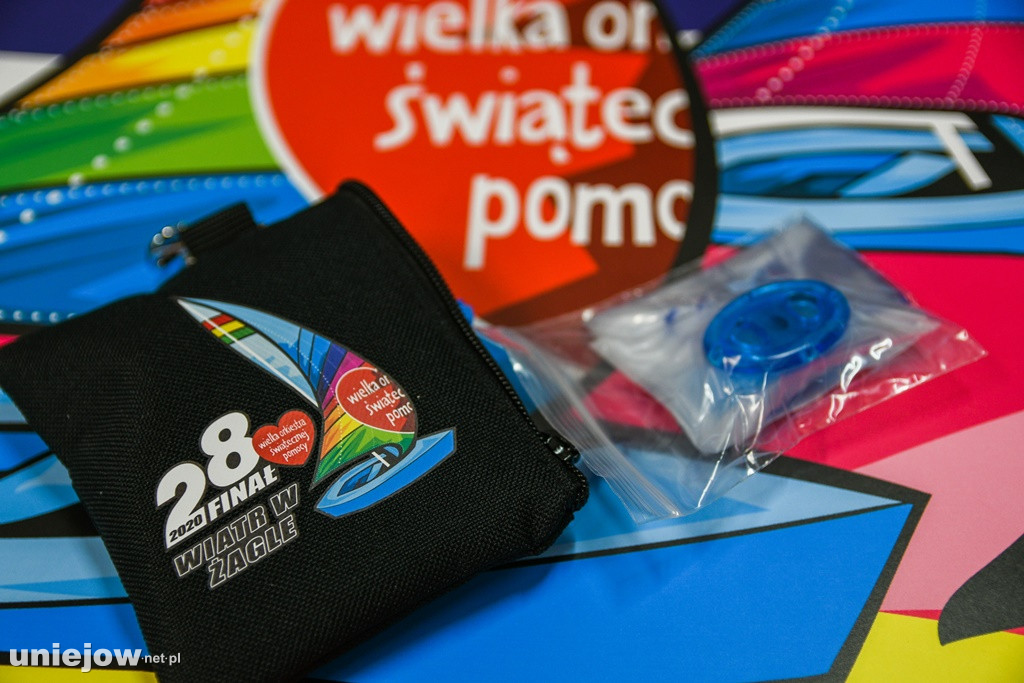 wielka or
świątec
pomo
wielka or
świątec
pomo
28
wielka orkiestra
świątecznej
pomocy
2020 FINAŁ
WIATR W
ŻAGLE
uniejow.net.pl